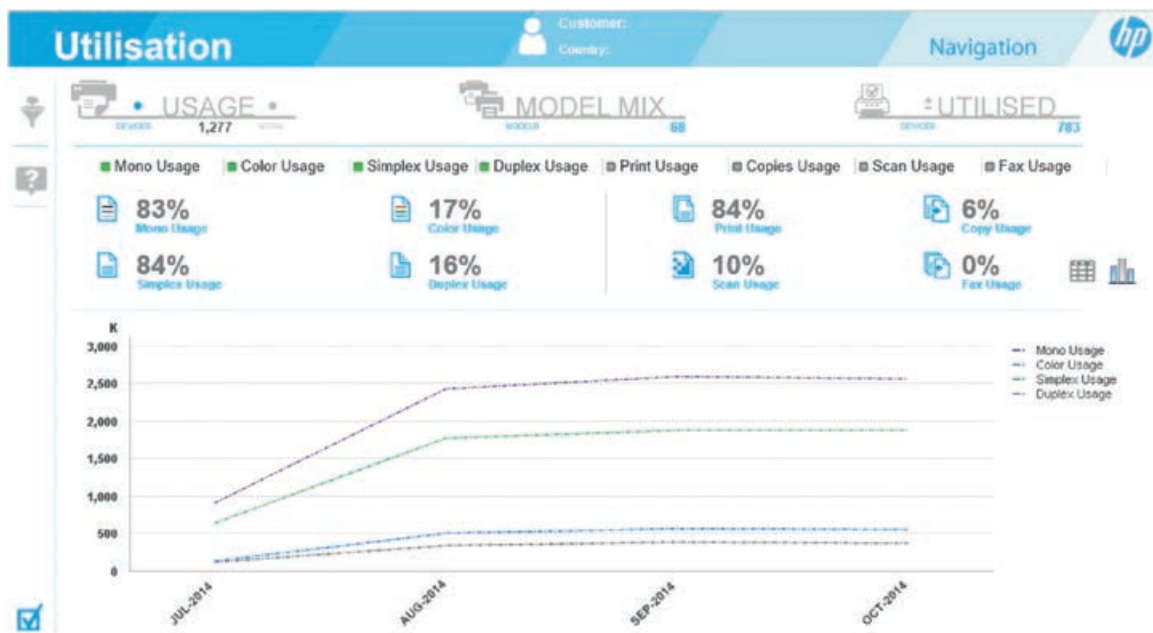 Utilisation
Customer:
Country:
Navigation
hp
USAGE
DEVICES 1,277
MODEL MIX
MODELS 68
± UTILISED
DEVICES 783
Mono Usage Color Usage Simplex Usage Duplex Usage Print Usage Copies Usage Scan Usage Fax Usage
83% 17% 84% 6%
Mono Usage Color Usage Print Usage Copy Usage
84% 16% 10% 0%
Simplex Usage Duplex Usage Scan Usage Fax Usage
K
3,000
2,500
2,000
1,500
1,000
500
0
JUL-2014 AUG-2014 SEP-2014 OCT-2014
Mono Usage
Color Usage
Simplex Usage
Duplex Usage